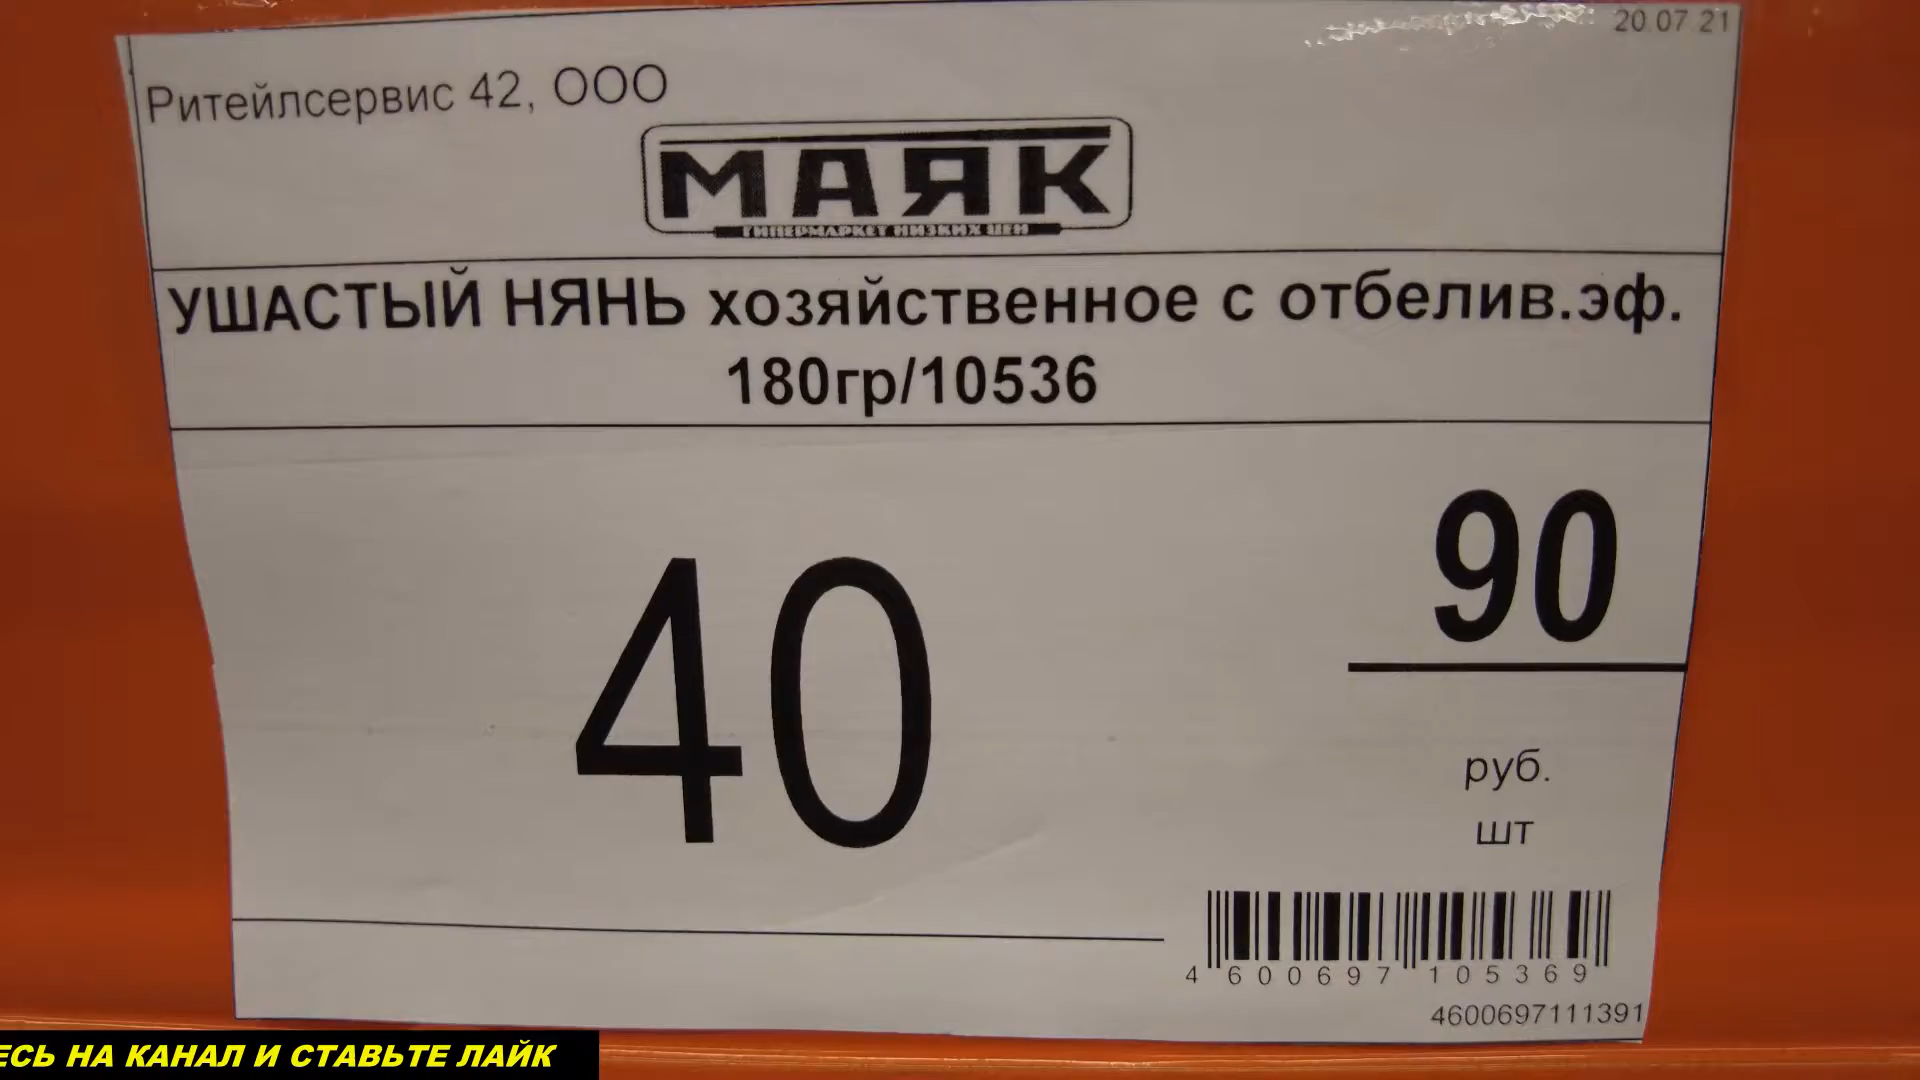 20.07.21
Ритейлсервис 42, ООО
МАЯК
ГИПЕРМАРКЕТ НИЗКИХ ЦЕН
УШАСТЫЙ НЯНЬ хозяйственное с отбелив.эф.
180гр/10536
40
90
руб.
шт
4 600697 105369
4600697111391
ЕСЬ НА КАНАЛ И СТАВЬТЕ ЛАЙК